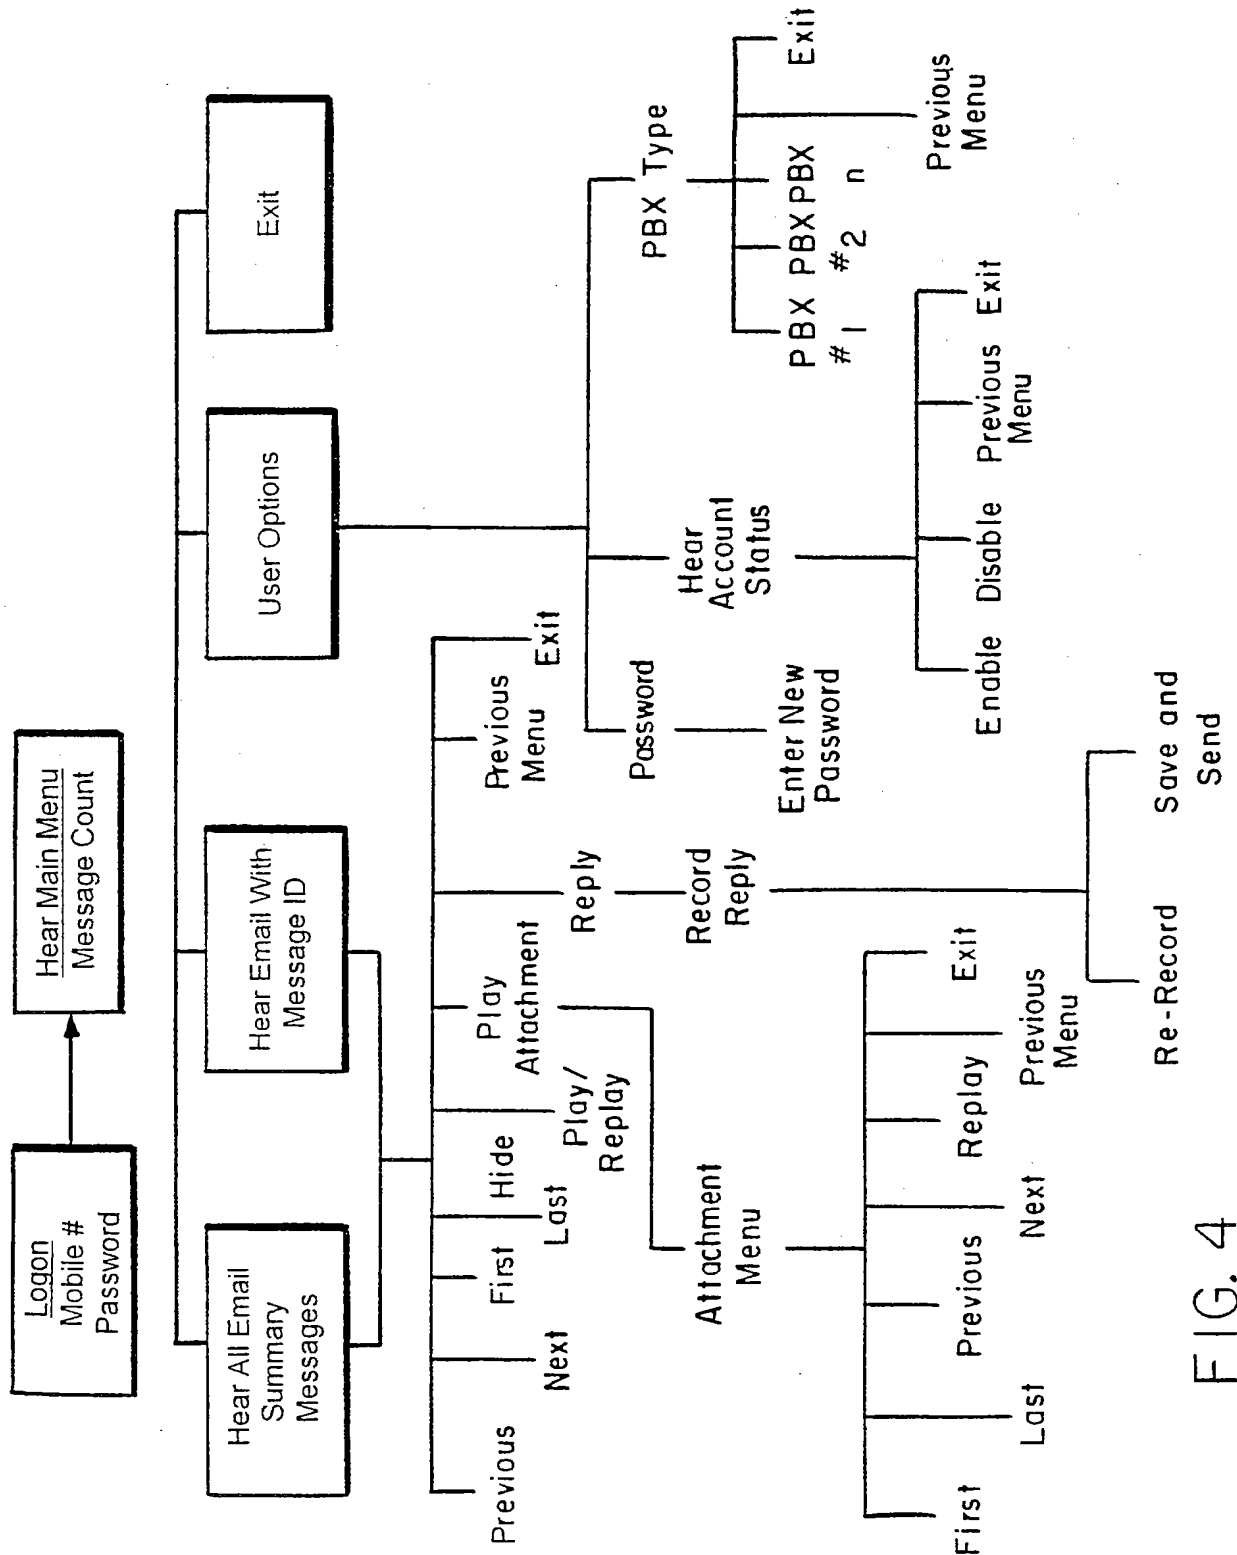 Logon
Mobile #
Password
Hear Main Menu
Message Count
Hear All Email
Summary
Messages
Hear Email With
Message ID
User Options
Exit
Previous
Next
First
Last
Hide
Play/
Replay
Play
Attachment
Reply
Previous
Menu
Exit
Record
Reply
Re-Record
Save and
Send
Attachment
Menu
First
Last
Previous
Next
Replay
Previous
Menu
Exit
Password
Enter New
Password
Hear
Account
Status
Enable
Disable
Previous
Menu
Exit
PBX Type
PBX
# 1
PBX
# 2
PBX
n
Previous
Menu
Exit
FIG. 4